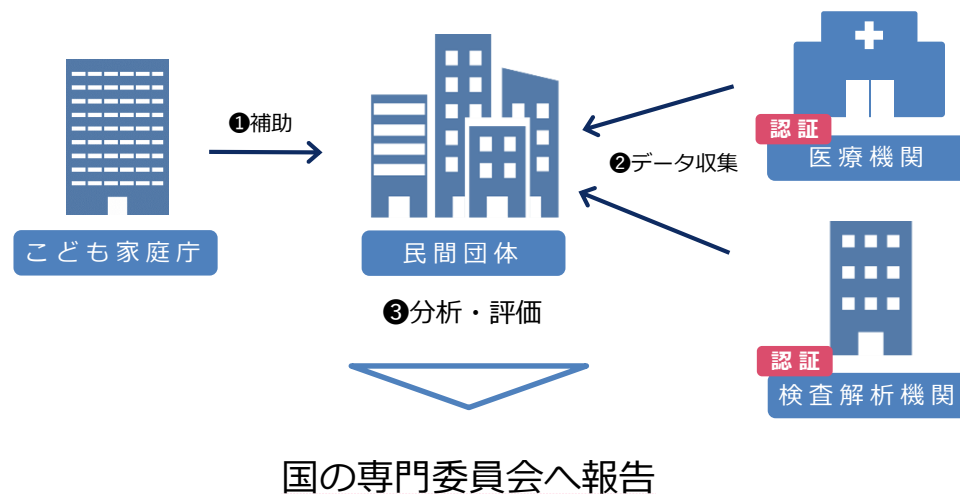 ❶補助
こども家庭庁
民間団体
❷データ収集
認証
医療機関
認証
検査解析機関
❸分析・評価
国の専門委員会へ報告